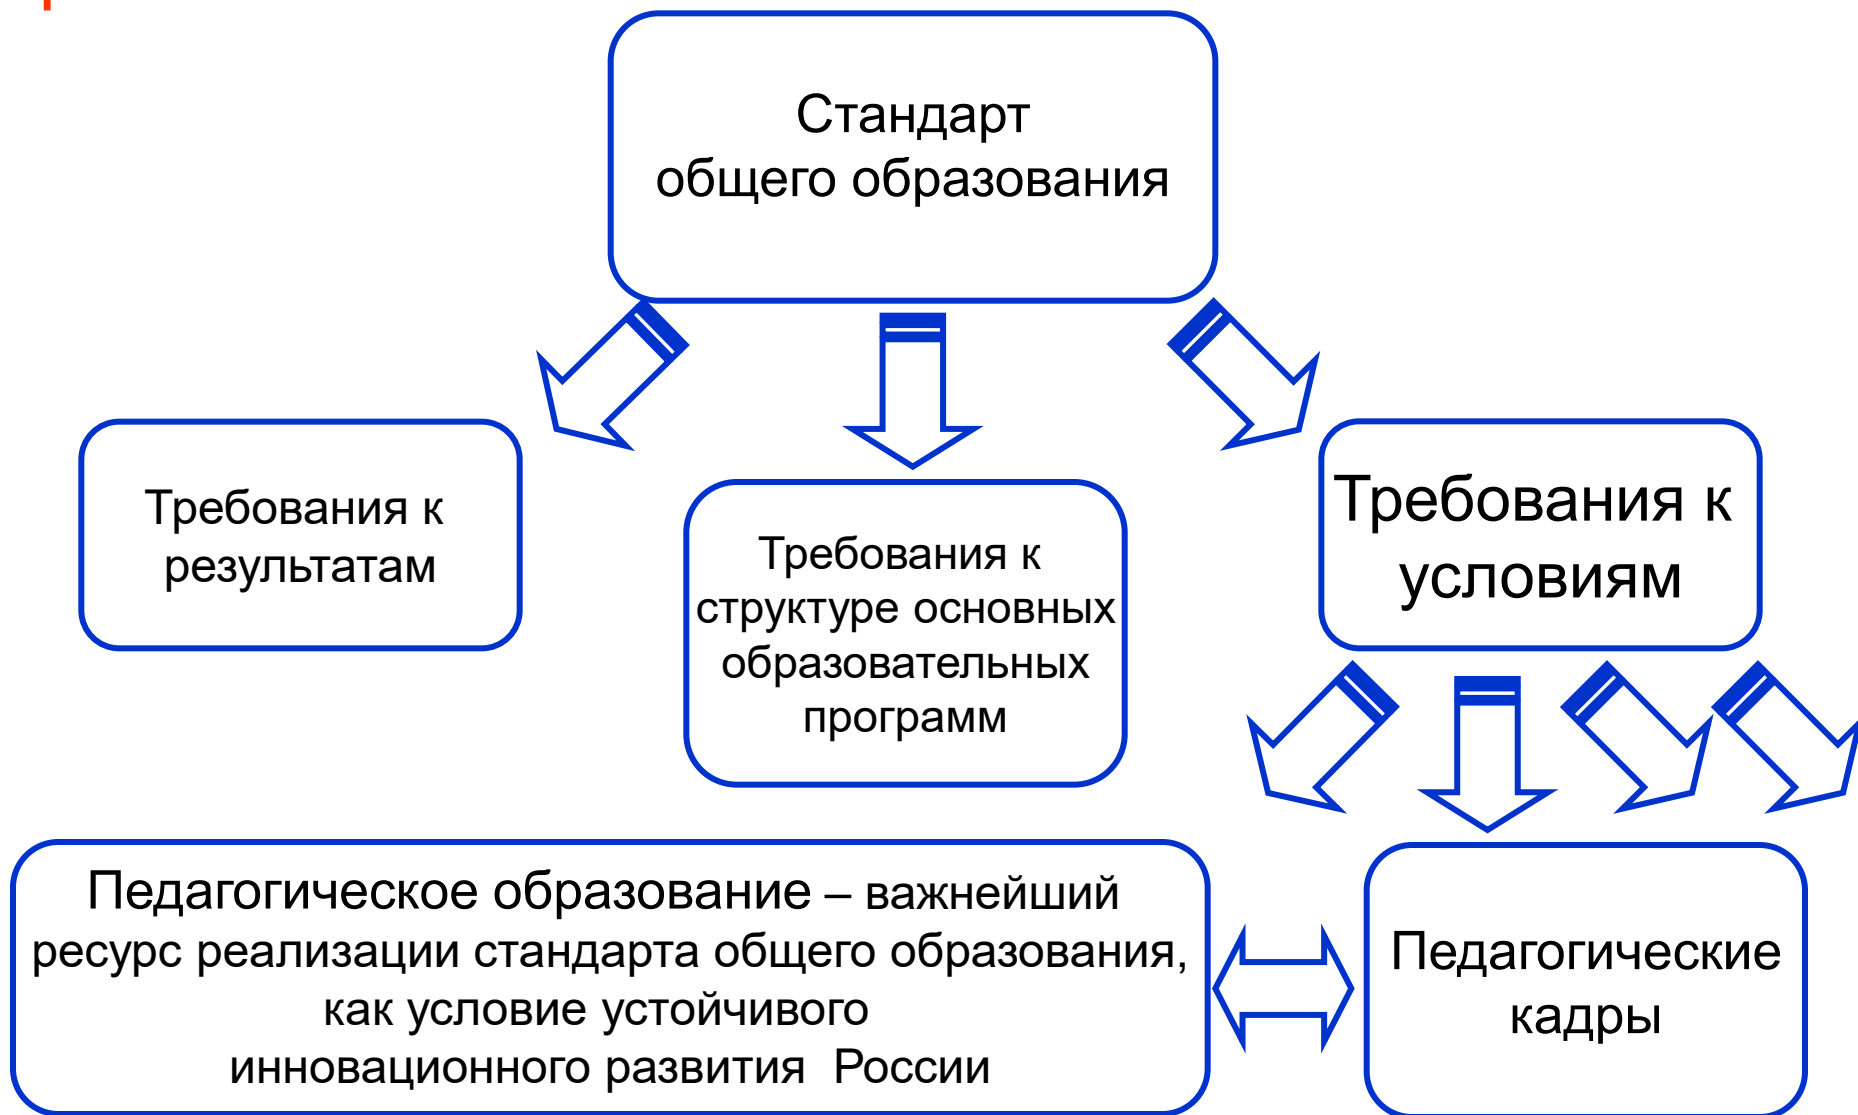 Стандарт
общего образования
Требования к
результатам
Требования к
структуре основных
образовательных
программ
Требования к
условиям
Педагогическое образование – важнейший
ресурс реализации стандарта общего образования,
как условие устойчивого
инновационного развития России
Педагогические
кадры